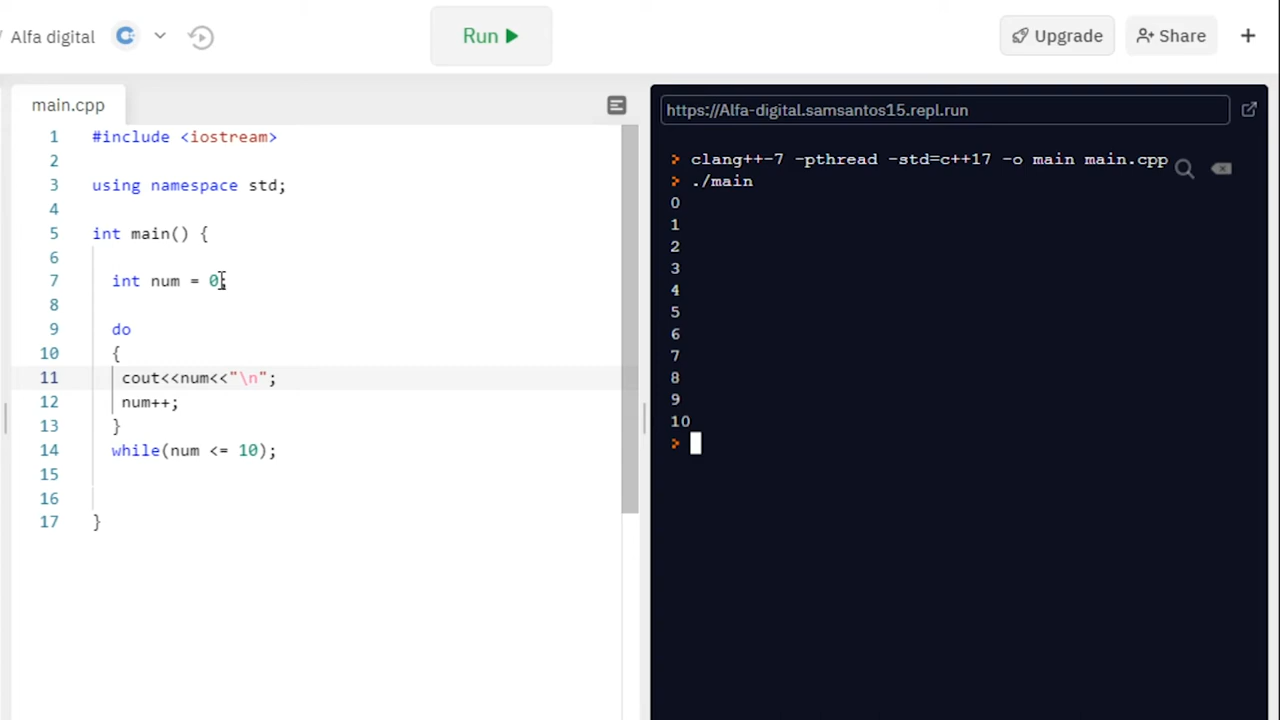 / Alfa digital
Run
Upgrade
Share
+
main.cpp
1 #include <iostream>
2
3 using namespace std;
4
5 int main() {
6
7 int num = 0;
8
9 do
10 {
11 cout<<num<<"\n";
12 num++;
13 }
14 while(num <= 10);
15
16
17 }
https://Alfa-digital.samsantos15.repl.run
> clang++-7 -pthread -std=c++17 -o main main.cpp
> ./main
0
1
2
3
4
5
6
7
8
9
10
>